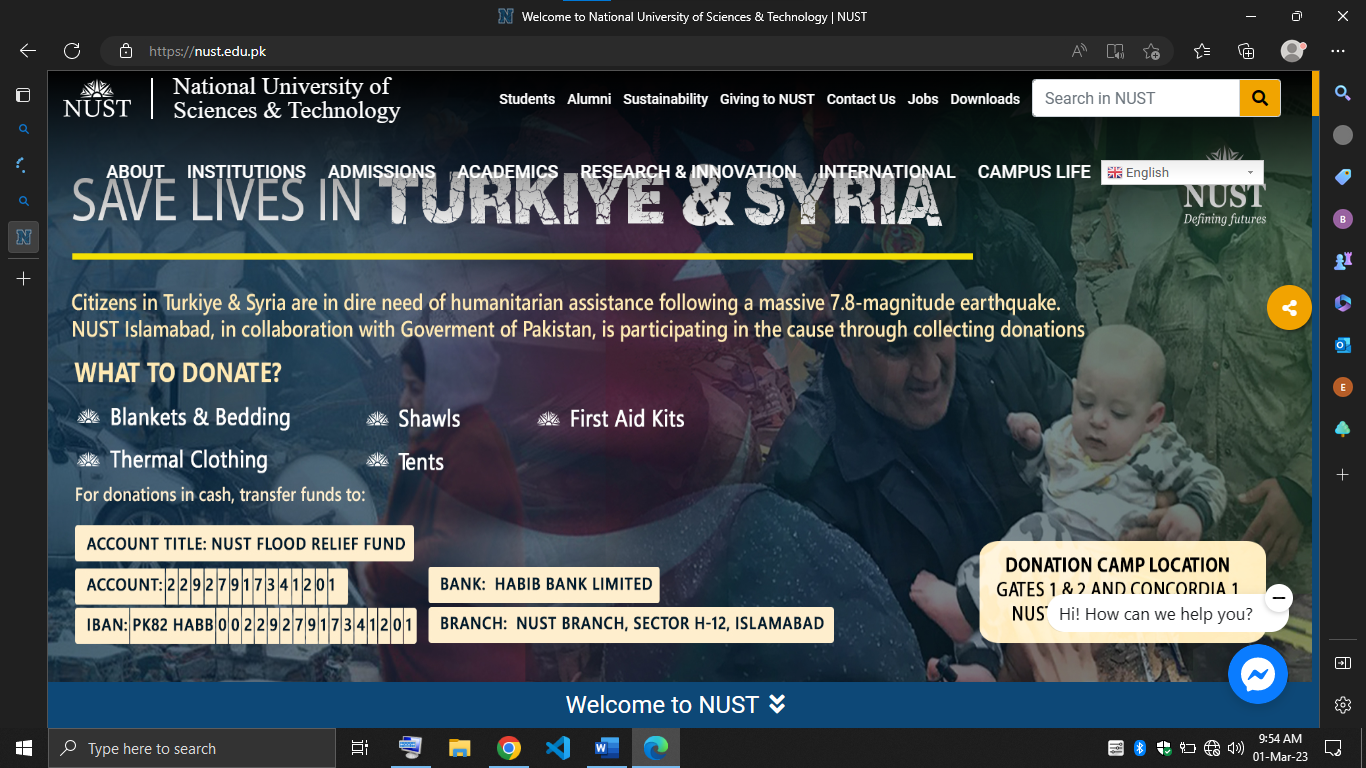 Welcome to National University of Sciences & Technology | NUST
https://nust.edu.pk
NUST
National University of
Sciences & Technology
Students Alumni Sustainability Giving to NUST Contact Us Jobs Downloads
Search in NUST
ABOUT INSTITUTIONS ADMISSIONS ACADEMICS RESEARCH & INNOVATION INTERNATIONAL CAMPUS LIFE
English
SAVE LIVES IN TURKIYE & SYRIA
NUST
Defining futures
Citizens in Turkiye & Syria are in dire need of humanitarian assistance following a massive 7.8-magnitude earthquake.
NUST Islamabad, in collaboration with Goverment of Pakistan, is participating in the cause through collecting donations
WHAT TO DONATE?
Blankets & Bedding Shawls First Aid Kits
Thermal Clothing Tents
For donations in cash, transfer funds to:
ACCOUNT TITLE: NUST FLOOD RELIEF FUND
ACCOUNT: 22927917341201 BANK: HABIB BANK LIMITED
IBAN: PK82 HABB0022927917341201 BRANCH: NUST BRANCH, SECTOR H-12, ISLAMABAD
DONATION CAMP LOCATION
GATES 1 & 2 AND CONCORDIA 1
NUST
Hi! How can we help you?
Welcome to NUST
B
E
Type here to search
9:54 AM
01-Mar-23